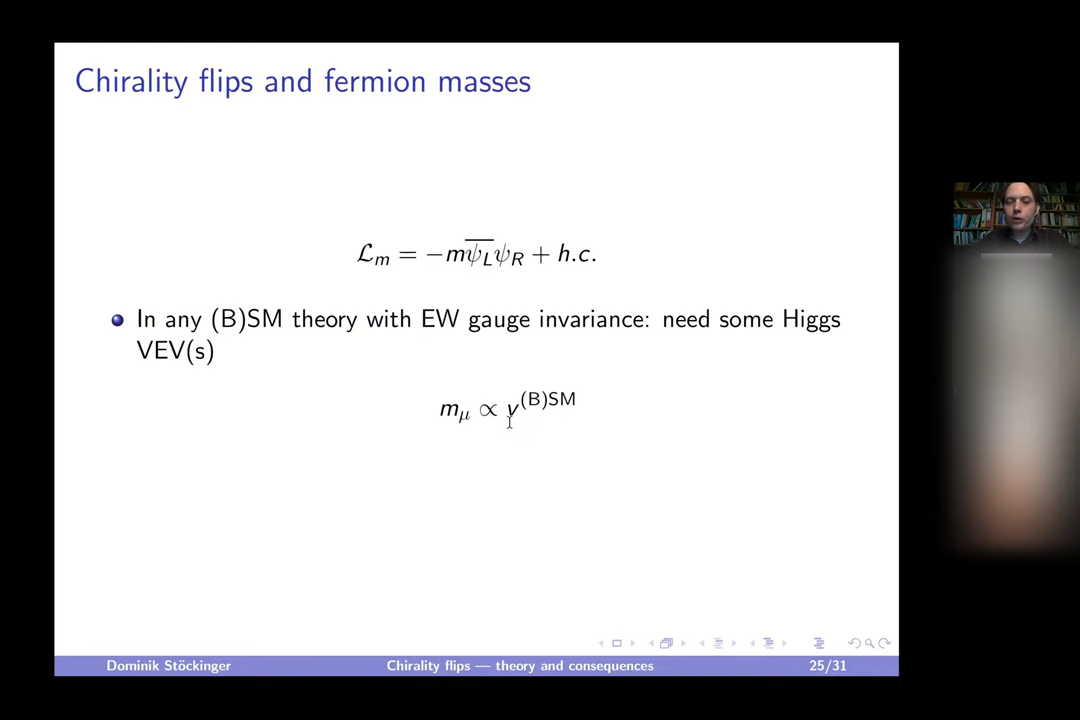 Chirality flips and fermion masses
ℒₘ = −m\overline{ψ_L}ψ_R + h.c.
In any (B)SM theory with EW gauge invariance: need some Higgs
VEV(s)
m_μ ∝ v^{(B)SM}
Dominik Stöckinger Chirality flips — theory and consequences 25/31